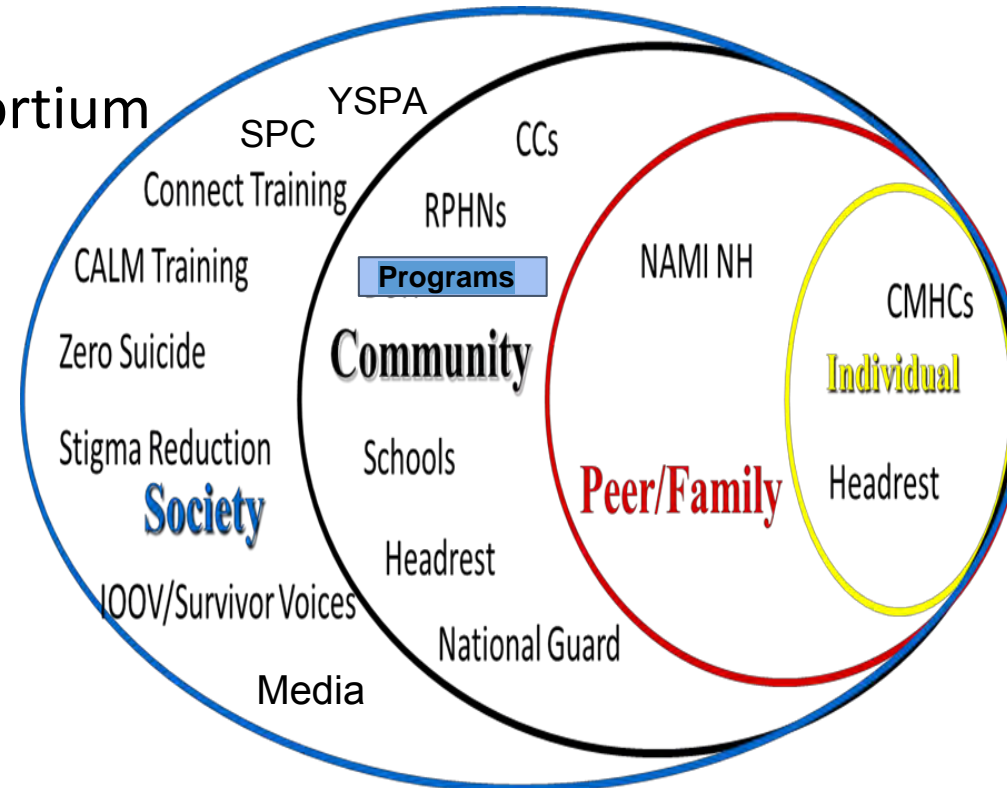 ortium
YSPA
SPC
CCs
Connect Training
RPHNs
CALM Training
NAMI NH
Programs
CMHCs
Zero Suicide
Community
Individual
Stigma Reduction
Schools
Peer/Family
Headrest
Society
Headrest
IOOV/Survivor Voices
National Guard
Media